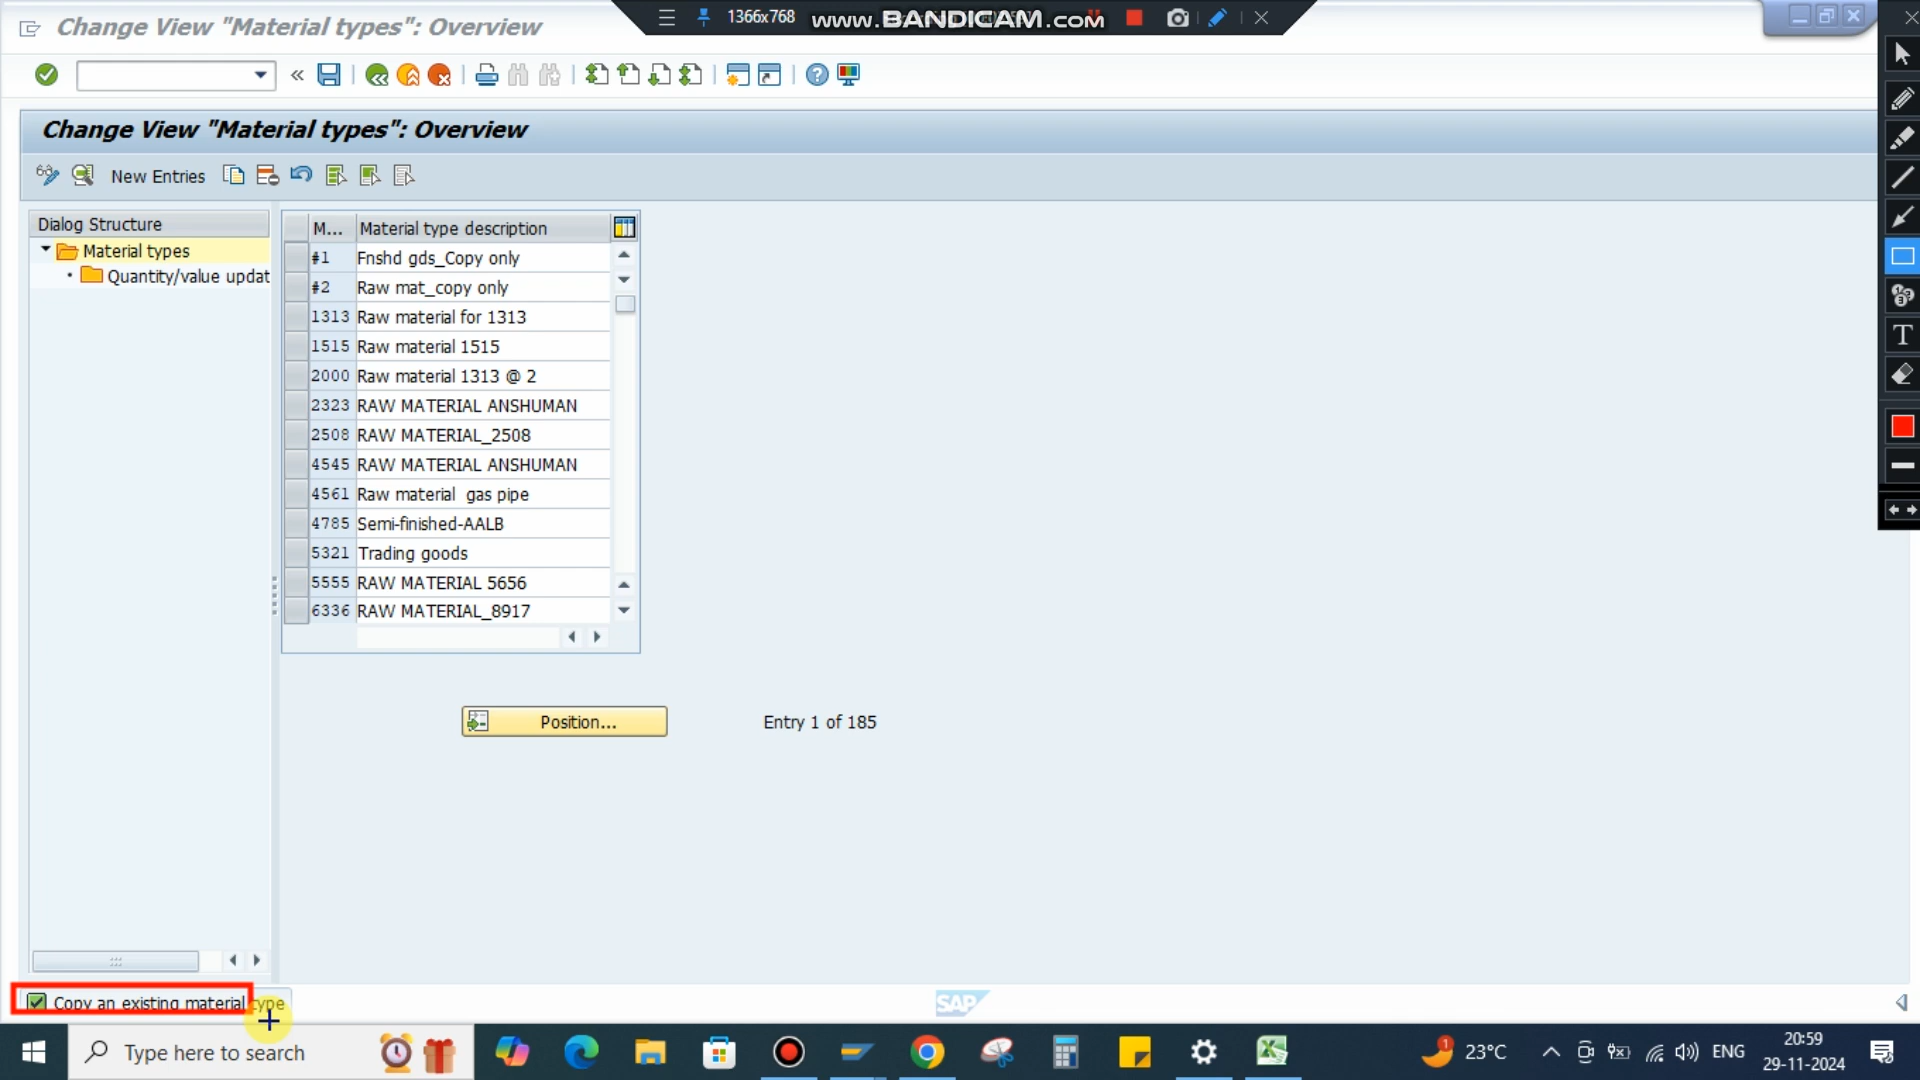 Change View "Material types": Overview
1366x768
www.BANDICAM.com
Change View "Material types": Overview
New Entries
Dialog Structure
Material types
Quantity/value updat
M... Material type description
#1 Fnshd gds_Copy only
#2 Raw mat_copy only
1313 Raw material for 1313
1515 Raw material 1515
2000 Raw material 1313 @ 2
2323 RAW MATERIAL ANSHUMAN
2508 RAW MATERIAL_2508
4545 RAW MATERIAL ANSHUMAN
4561 Raw material  gas pipe
4785 Semi-finished-AALB
5321 Trading goods
5555 RAW MATERIAL 5656
6336 RAW MATERIAL_8917
Position...
Entry 1 of 185
Copy an existing material type
SAP
Type here to search
23°C
ENG
20:59
29-11-2024